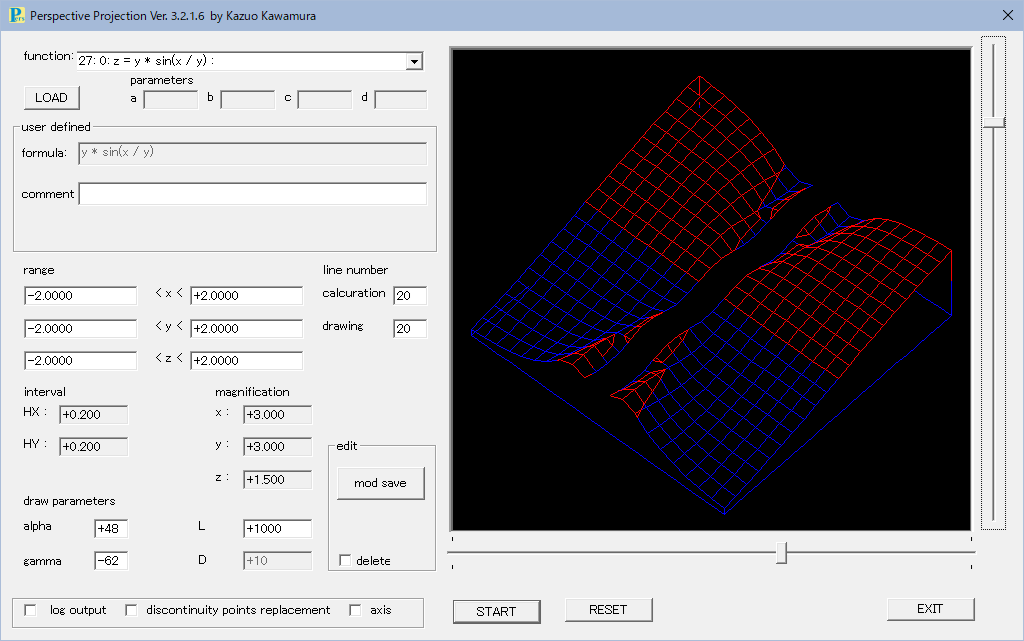 Perspective Projection Ver. 3.2.1.6 by Kazuo Kawamura
function: 27: 0: z = y * sin(x / y) :
parameters
LOAD a b c d
user defined
formula: y * sin(x / y)
comment
range line number
-2.0000 < x < +2.0000 calcuration 20
-2.0000 < y < +2.0000 drawing 20
-2.0000 < z < +2.0000
interval magnification
HX : +0.200 x : +3.000
HY : +0.200 y : +3.000
edit
z : +1.500 mod save
draw parameters
alpha +48 L +1000
gamma -62 D +10 delete
log output discontinuity points replacement axis
START RESET EXIT